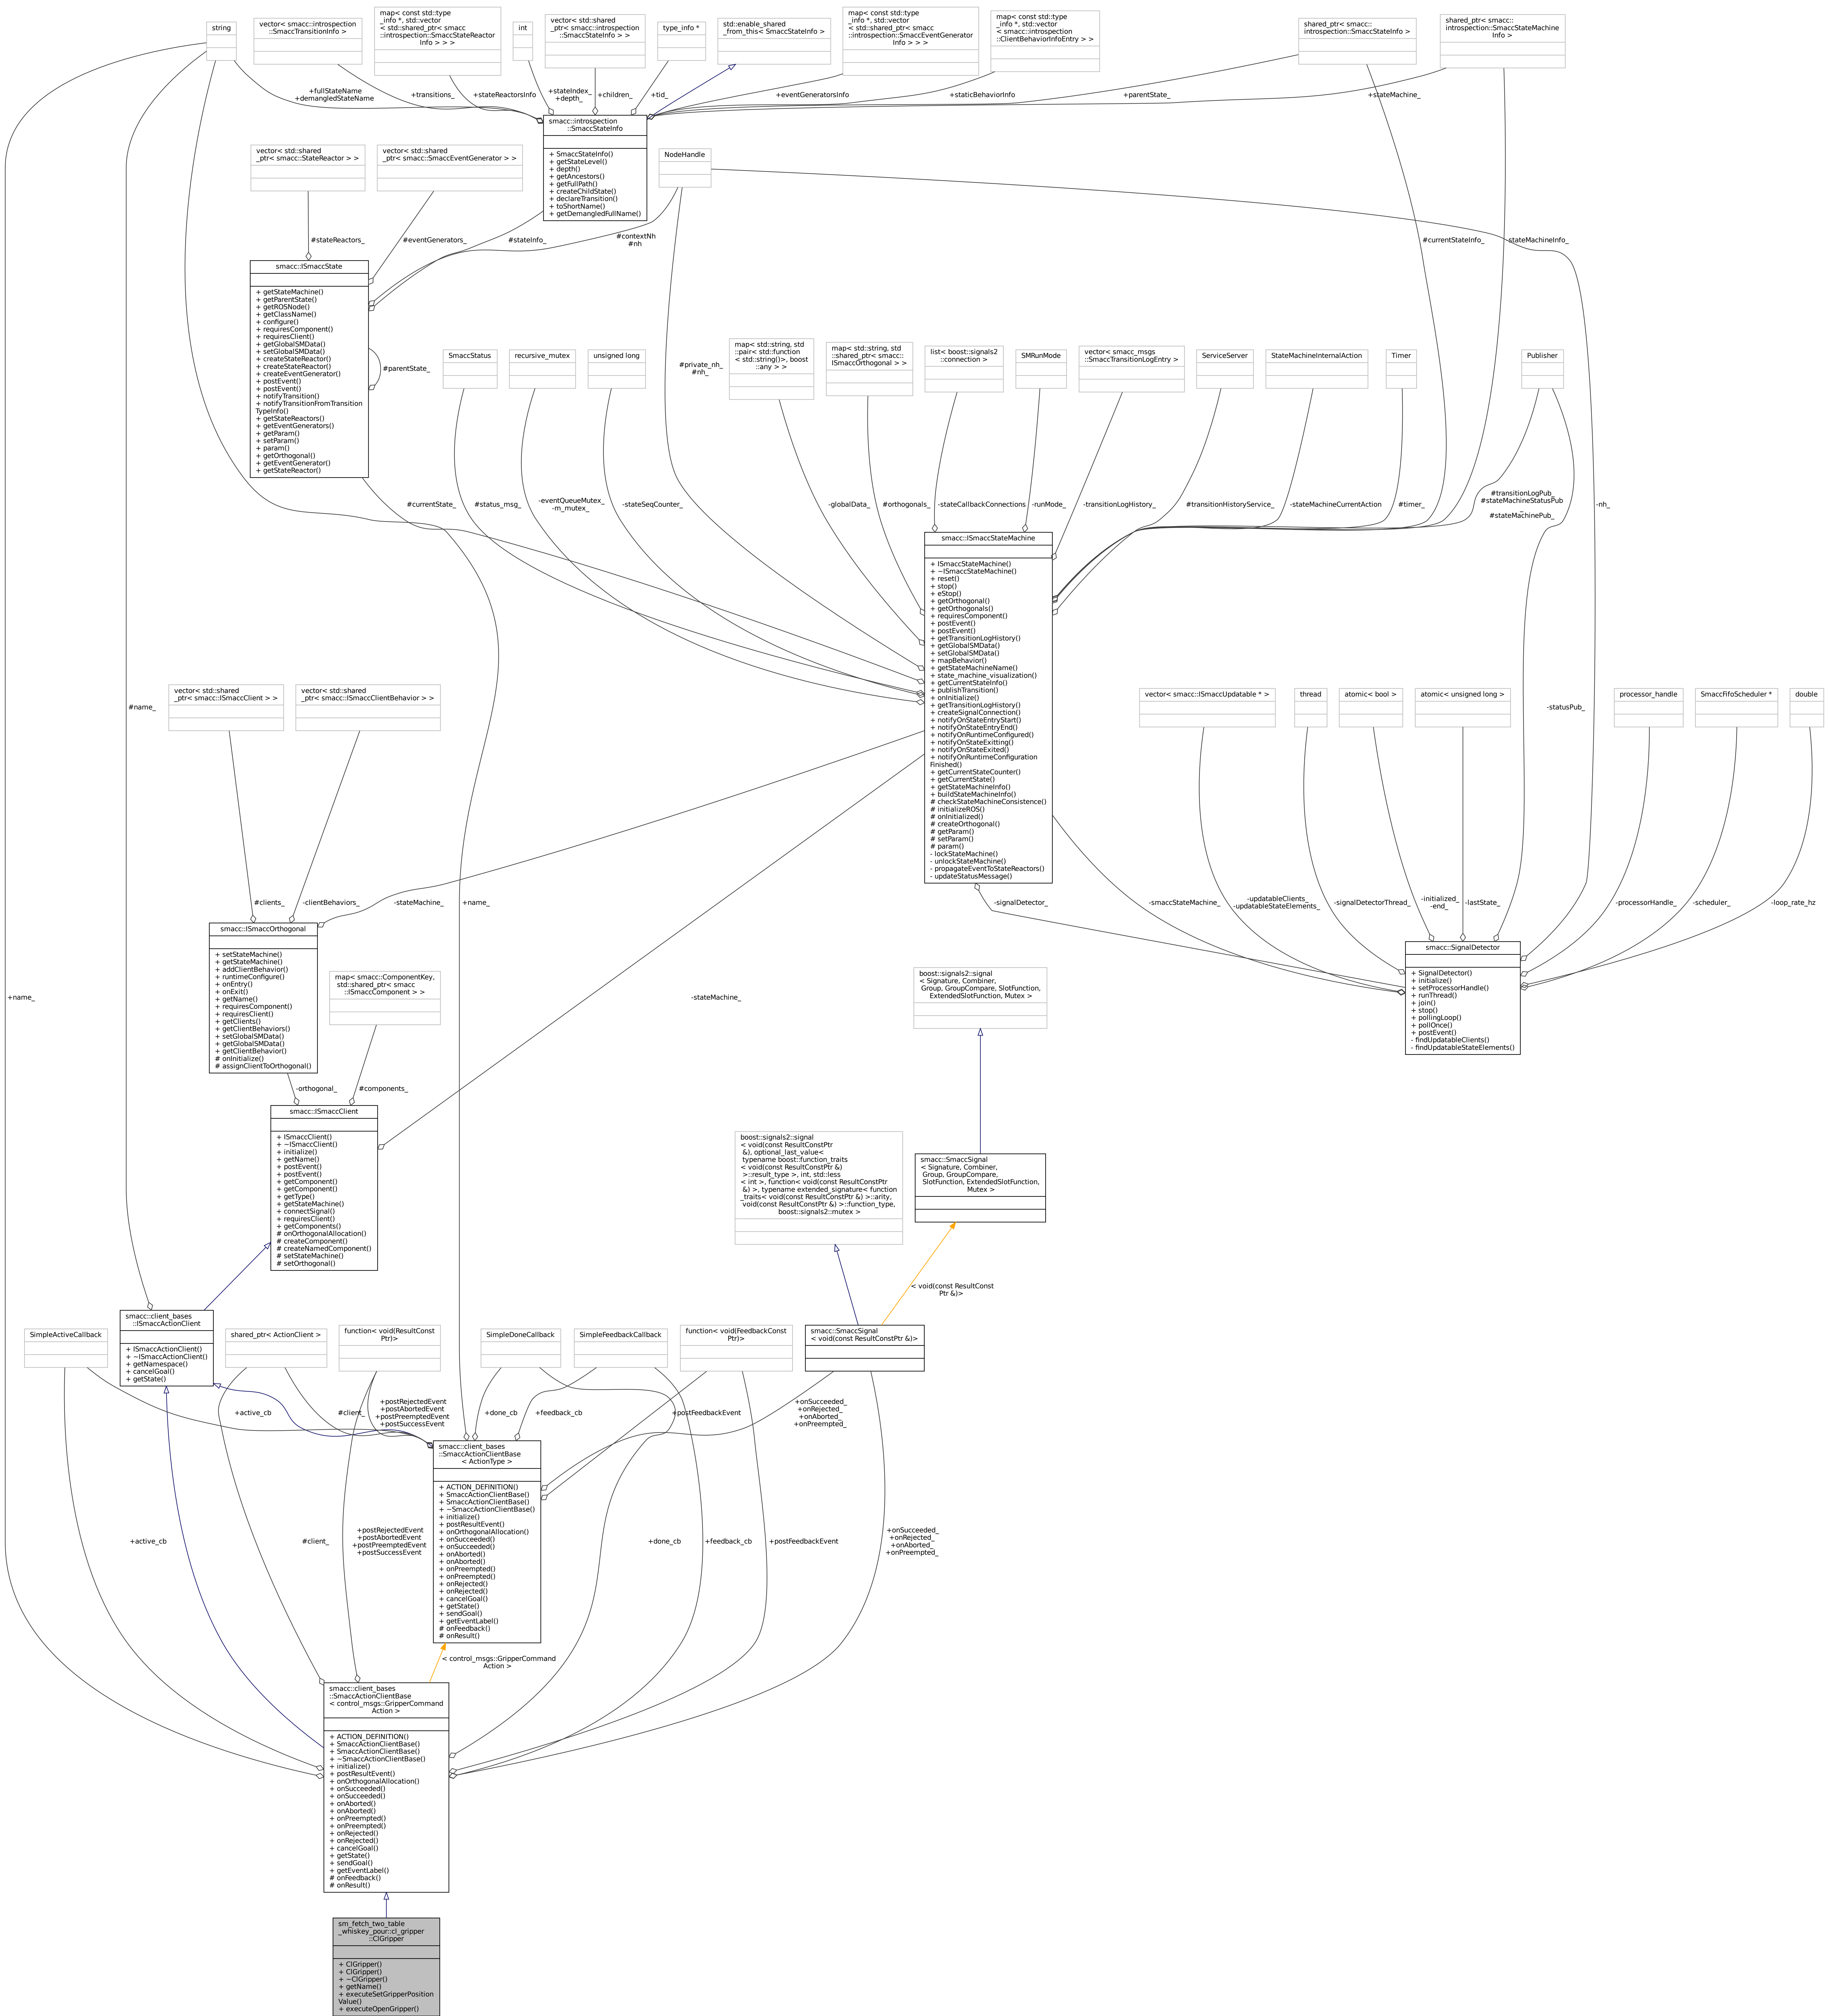 string
vector< smacc::introspection
::SmaccTransitionInfo >
map< const std::type
_info *, std::vector
< std::shared_ptr< smacc
::introspection::SmaccStateReactor
Info > > >
int
vector< std::shared
_ptr< smacc::introspection
::SmaccStateInfo > >
type_info *
std::enable_shared
_from_this< SmaccStateInfo >
map< const std::type
_info *, std::vector
< std::shared_ptr< smacc
::introspection::SmaccEventGenerator
Info > > >
map< const std::type
_info *, std::vector
< smacc::introspection
::ClientBehaviorInfoEntry > >
shared_ptr< smacc::
introspection::SmaccStateInfo >
shared_ptr< smacc::
introspection::SmaccStateMachine
Info >
+fullStateName
+demangledStateName
+transitions_
+stateReactorsInfo
+stateIndex_
+depth_
+children_
+tid_
+eventGeneratorsInfo
+staticBehaviorInfo
+parentState_
+stateMachine_
smacc::introspection
::SmaccStateInfo
+ SmaccStateInfo()
+ getStateLevel()
+ depth()
+ getAncestors()
+ getFullPath()
+ createChildState()
+ declareTransition()
+ toShortName()
+ getDemangledFullName()
vector< std::shared
_ptr< smacc::StateReactor > >
vector< std::shared
_ptr< smacc::SmaccEventGenerator > >
NodeHandle
#stateReactors_
#eventGenerators_
#stateInfo_
#contextNh
#nh
#currentStateInfo_
-stateMachineInfo_
smacc::ISmaccState
+ getStateMachine()
+ getParentState()
+ getROSNode()
+ getClassName()
+ configure()
+ requiresComponent()
+ requiresClient()
+ getGlobalSMData()
+ setGlobalSMData()
+ createStateReactor()
+ createStateReactor()
+ createEventGenerator()
+ postEvent()
+ postEvent()
+ notifyTransition()
+ notifyTransitionFromTransition
TypeInfo()
+ getStateReactors()
+ getEventGenerators()
+ getParam()
+ setParam()
+ param()
+ getOrthogonal()
+ getEventGenerator()
+ getStateReactor()
#parentState_
SmaccStatus
recursive_mutex
unsigned long
#private_nh_
#nh_
map< std::string, std
::pair< std::function
< std::string()>, boost
::any > >
map< std::string, std
::shared_ptr< smacc::
ISmaccOrthogonal > >
list< boost::signals2
::connection >
SMRunMode
vector< smacc_msgs
::SmaccTransitionLogEntry >
ServiceServer
StateMachineInternalAction
Timer
Publisher
#currentState_
#status_msg_
-eventQueueMutex_
-m_mutex_
-stateSeqCounter_
-globalData_
#orthogonals_
-stateCallbackConnections
-runMode_
-transitionLogHistory_
#transitionHistoryService_
-stateMachineCurrentAction
#timer_
#transitionLogPub_
#stateMachineStatusPub
_
#stateMachinePub_
-nh_
smacc::ISmaccStateMachine
+ ISmaccStateMachine()
+ ~ISmaccStateMachine()
+ reset()
+ stop()
+ eStop()
+ getOrthogonal()
+ getOrthogonals()
+ requiresComponent()
+ postEvent()
+ postEvent()
+ getTransitionLogHistory()
+ getGlobalSMData()
+ setGlobalSMData()
+ mapBehavior()
+ getStateMachineName()
+ state_machine_visualization()
+ getCurrentStateInfo()
+ publishTransition()
+ onInitialize()
+ getTransitionLogHistory()
+ createSignalConnection()
+ notifyOnStateEntryStart()
+ notifyOnStateEntryEnd()
+ notifyOnRuntimeConfigured()
+ notifyOnStateExitting()
+ notifyOnStateExited()
+ notifyOnRuntimeConfiguration
Finished()
+ getCurrentStateCounter()
+ getCurrentState()
+ getStateMachineInfo()
+ buildStateMachineInfo()
# checkStateMachineConsistence()
# initializeROS()
# onInitialized()
# createOrthogonal()
# getParam()
# setParam()
# param()
- lockStateMachine()
- unlockStateMachine()
- propagateEventToStateReactors()
- updateStatusMessage()
vector< std::shared
_ptr< smacc::ISmaccClient > >
vector< std::shared
_ptr< smacc::ISmaccClientBehavior > >
vector< smacc::ISmaccUpdatable * >
thread
atomic< bool >
atomic< unsigned long >
processor_handle
SmaccFifoScheduler *
double
#name_
-statusPub_
#clients_
-clientBehaviors_
-stateMachine_
+name_
-signalDetector_
-smaccStateMachine_
-updatableClients_
-updatableStateElements_
-signalDetectorThread_
-initialized_
-end_
-lastState_
-processorHandle_
-scheduler_
-loop_rate_hz
smacc::ISmaccOrthogonal
+ setStateMachine()
+ getStateMachine()
+ addClientBehavior()
+ runtimeConfigure()
+ onEntry()
+ onExit()
+ getName()
+ requiresComponent()
+ requiresClient()
+ getClients()
+ getClientBehaviors()
+ setGlobalSMData()
+ getGlobalSMData()
+ getClientBehavior()
# onInitialize()
# assignClientToOrthogonal()
smacc::SignalDetector
+ SignalDetector()
+ initialize()
+ setProcessorHandle()
+ runThread()
+ join()
+ stop()
+ pollingLoop()
+ pollOnce()
+ postEvent()
- findUpdatableClients()
- findUpdatableStateElements()
map< smacc::ComponentKey,
std::shared_ptr< smacc
::ISmaccComponent > >
boost::signals2::signal
< Signature, Combiner,
Group, GroupCompare, SlotFunction,
ExtendedSlotFunction, Mutex >
+name_
-stateMachine_
-orthogonal_
#components_
smacc::ISmaccClient
+ ISmaccClient()
+ ~ISmaccClient()
+ initialize()
+ getName()
+ postEvent()
+ postEvent()
+ getComponent()
+ getComponent()
+ getType()
+ getStateMachine()
+ connectSignal()
+ requiresClient()
+ getComponents()
# onOrthogonalAllocation()
# createComponent()
# createNamedComponent()
# setStateMachine()
# setOrthogonal()
boost::signals2::signal
< void(const ResultConstPtr
&), optional_last_value<
typename boost::function_traits
< void(const ResultConstPtr &)
>::result_type >, int, std::less
< int >, function< void(const ResultConstPtr
&) >, typename extended_signature< function
_traits< void(const ResultConstPtr &) >::arity,
void(const ResultConstPtr &) >::function_type,
boost::signals2::mutex >
smacc::SmaccSignal
< Signature, Combiner,
Group, GroupCompare,
SlotFunction, ExtendedSlotFunction,
Mutex >
< void(const ResultConst
Ptr &)>
smacc::client_bases
::ISmaccActionClient
+ ISmaccActionClient()
+ ~ISmaccActionClient()
+ getNamespace()
+ cancelGoal()
+ getState()
SimpleActiveCallback
shared_ptr< ActionClient >
function< void(ResultConst
Ptr)>
SimpleDoneCallback
SimpleFeedbackCallback
function< void(FeedbackConst
Ptr)>
smacc::SmaccSignal
< void(const ResultConstPtr &)>
+active_cb
#client_
+postRejectedEvent
+postAbortedEvent
+postPreemptedEvent
+postSuccessEvent
+done_cb
+feedback_cb
+postFeedbackEvent
+onSucceeded_
+onRejected_
+onAborted_
+onPreempted_
smacc::client_bases
::SmaccActionClientBase
< ActionType >
+ ACTION_DEFINITION()
+ SmaccActionClientBase()
+ SmaccActionClientBase()
+ ~SmaccActionClientBase()
+ initialize()
+ postResultEvent()
+ onOrthogonalAllocation()
+ onSucceeded()
+ onSucceeded()
+ onAborted()
+ onAborted()
+ onPreempted()
+ onPreempted()
+ onRejected()
+ onRejected()
+ cancelGoal()
+ getState()
+ sendGoal()
+ getEventLabel()
# onFeedback()
# onResult()
+active_cb
#client_
+postRejectedEvent
+postAbortedEvent
+postPreemptedEvent
+postSuccessEvent
+done_cb
+feedback_cb
+postFeedbackEvent
+onSucceeded_
+onRejected_
+onAborted_
+onPreempted_
< control_msgs::GripperCommand
Action >
smacc::client_bases
::SmaccActionClientBase
< control_msgs::GripperCommand
Action >
+ ACTION_DEFINITION()
+ SmaccActionClientBase()
+ SmaccActionClientBase()
+ ~SmaccActionClientBase()
+ initialize()
+ postResultEvent()
+ onOrthogonalAllocation()
+ onSucceeded()
+ onSucceeded()
+ onAborted()
+ onAborted()
+ onPreempted()
+ onPreempted()
+ onRejected()
+ onRejected()
+ cancelGoal()
+ getState()
+ sendGoal()
+ getEventLabel()
# onFeedback()
# onResult()
sm_fetch_two_table
_whiskey_pour::cl_gripper
::ClGripper
+ ClGripper()
+ ClGripper()
+ ~ClGripper()
+ getName()
+ executeSetGripperPosition
Value()
+ executeOpenGripper()